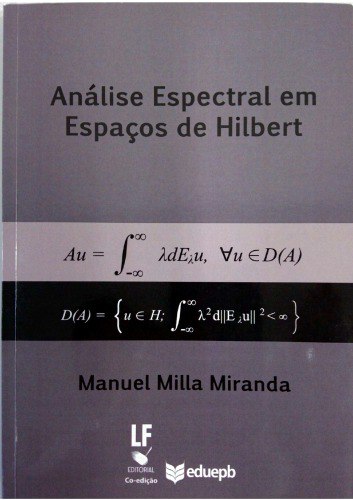 Análise Espectral em
Espaços de Hilbert
Au = ∫_{-∞}^{∞} λdE_λu, ∀u ∈ D(A)
D(A) = {u ∈ H; ∫_{-∞}^{∞} λ²d||E_λu||² < ∞}
Manuel Milla Miranda
LF
EDITORIAL
Co-edição
eduepb